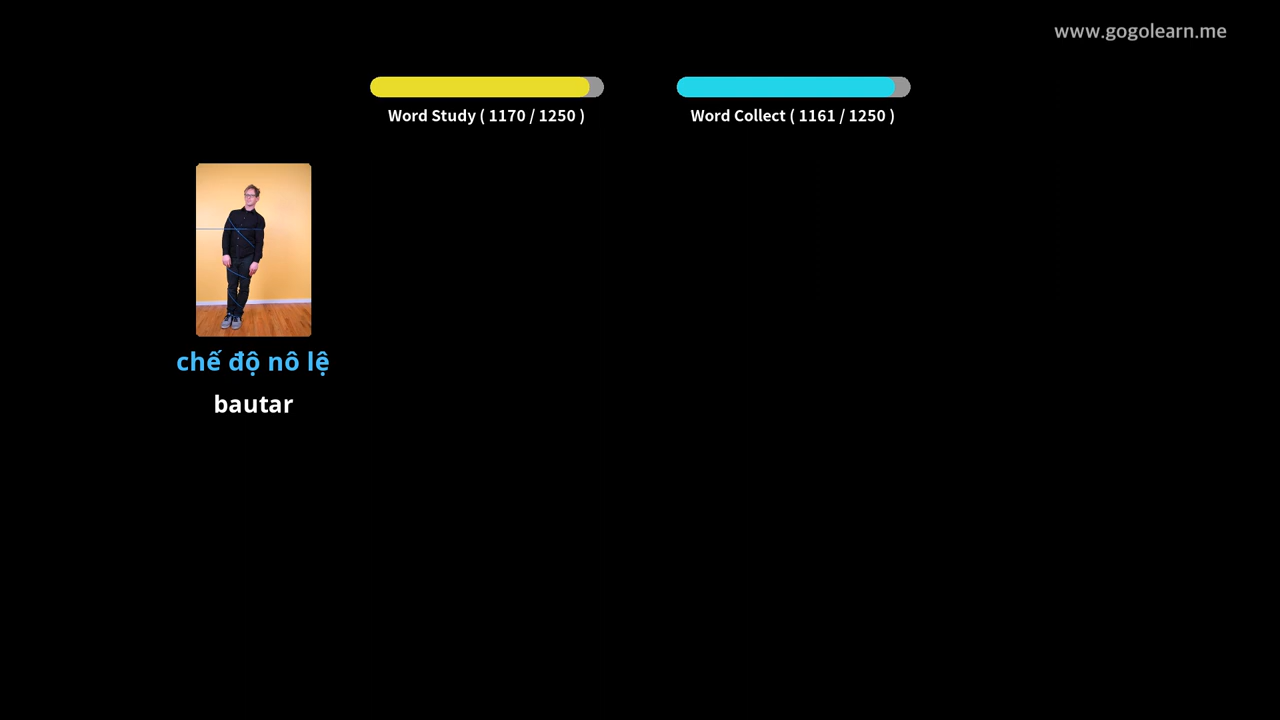 www.gogolearn.me
Word Study ( 1170 / 1250 )
Word Collect ( 1161 / 1250 )
chế độ nô lệ
bautar